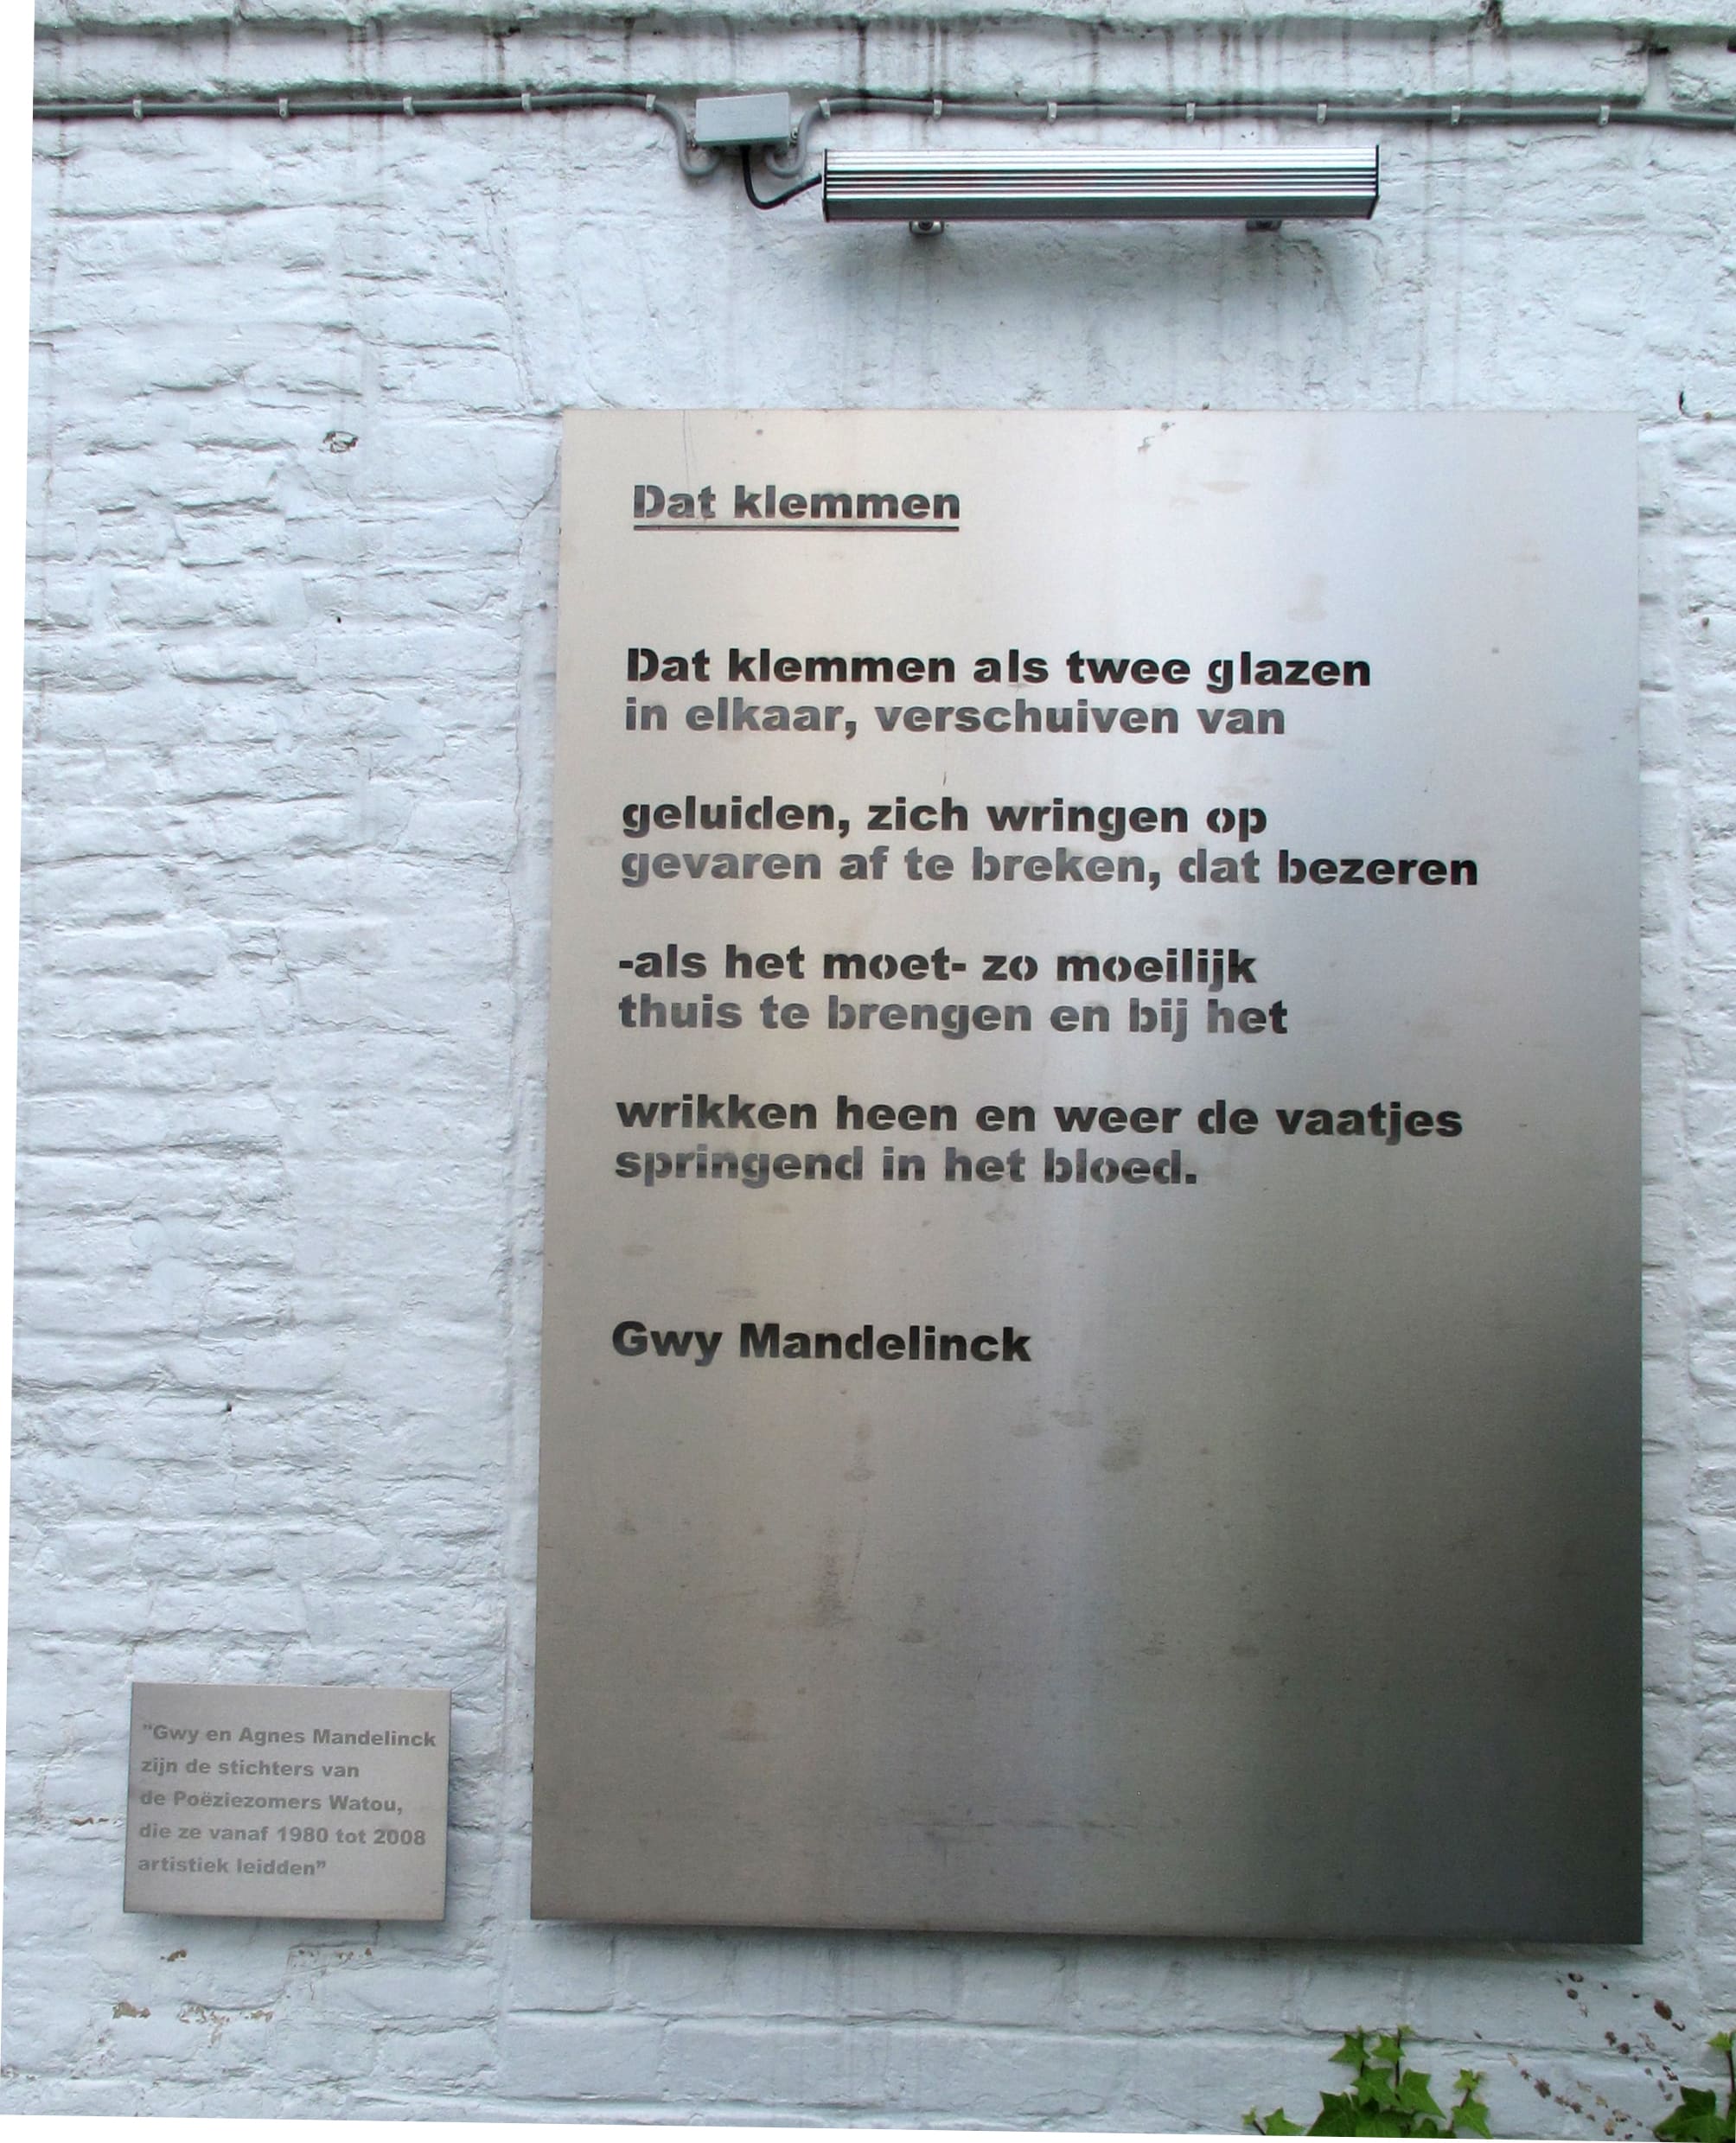 Dat klemmen
Dat klemmen als twee glazen
in elkaar, verschuiven van
geluiden, zich wringen op
gevaren af te breken, dat bezeren
-als het moet- zo moeilijk
thuis te brengen en bij het
wrikken heen en weer de vaatjes
springend in het bloed.
Gwy Mandelinck
"Gwy en Agnes Mandelinck
zijn de stichters van
de Poëziezomers Watou,
die ze vanaf 1980 tot 2008
artistiek leidden"